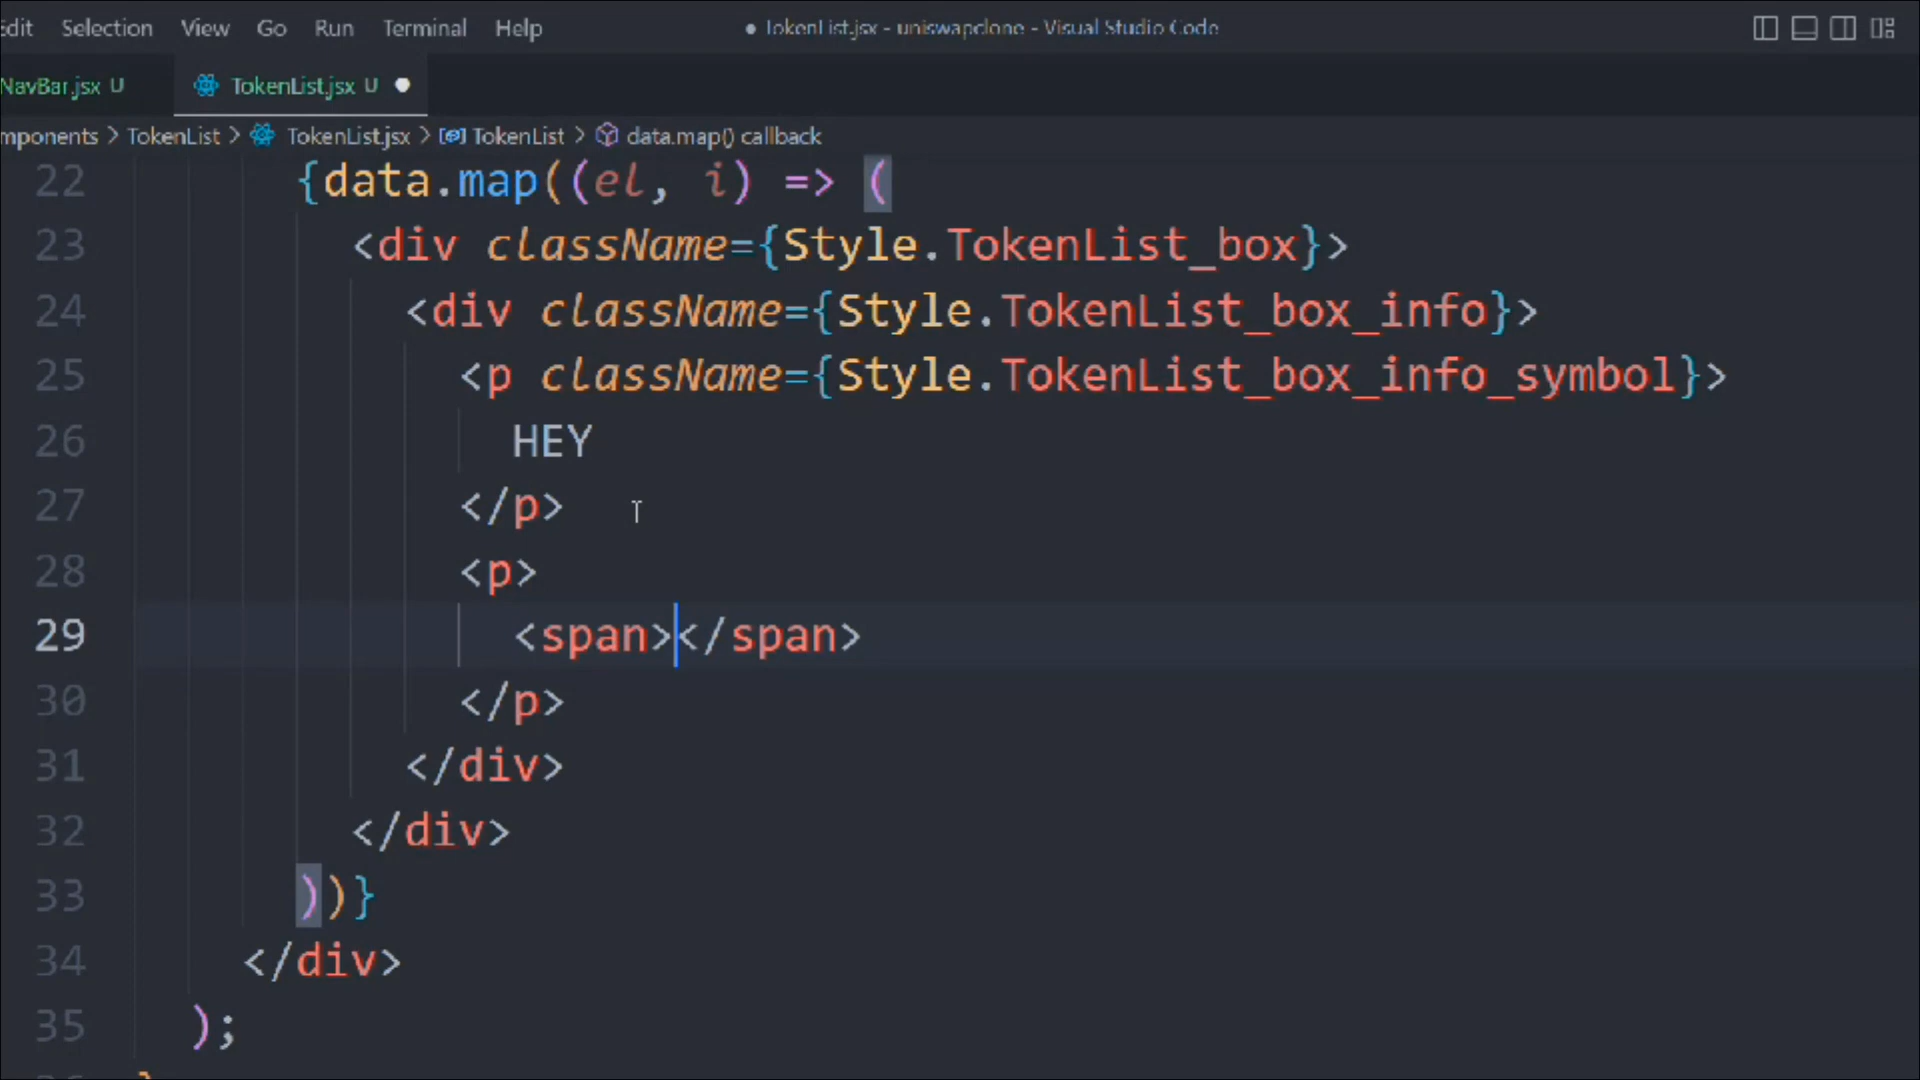 Edit Selection View Go Run Terminal Help ● TokenList.jsx - uniswapclone - Visual Studio Code
NavBar.jsx U TokenList.jsx U ●
mponents > TokenList > TokenList.jsx > TokenList > data.map() callback
22 {data.map((el, i) => (
23 <div className={Style.TokenList_box}>
24 <div className={Style.TokenList_box_info}>
25 <p className={Style.TokenList_box_info_symbol}>
26 HEY
27 </p>
28 <p>
29 <span></span>
30 </p>
31 </div>
32 </div>
33 ))}
34 </div>
35 );